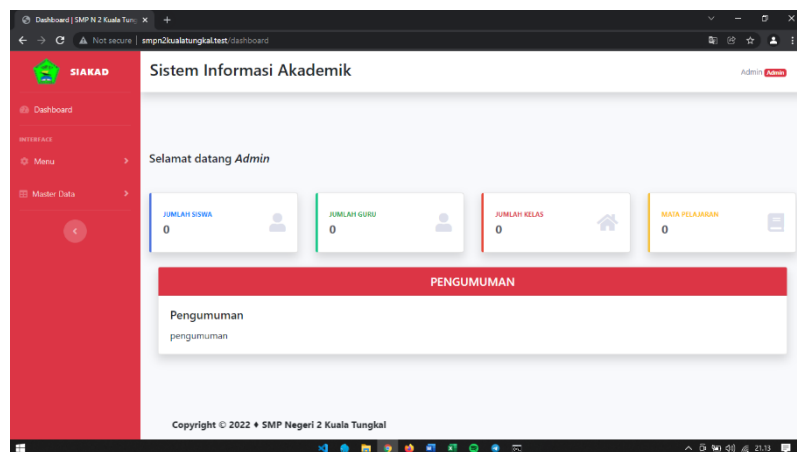 Dashboard | SMP N 2 Kuala Tung
Not secure | smpn2kualatungkal.test/dashboard
SIAKAD
Sistem Informasi Akademik
Admin Admin
Dashboard
INTERFACE
Menu
Master Data
Selamat datang Admin
JUMLAH SISWA
0
JUMLAH GURU
0
JUMLAH KELAS
0
MATA PELAJARAN
0
PENGUMUMAN
Pengumuman
pengumuman
Copyright © 2022 ♦ SMP Negeri 2 Kuala Tungkal
21.13